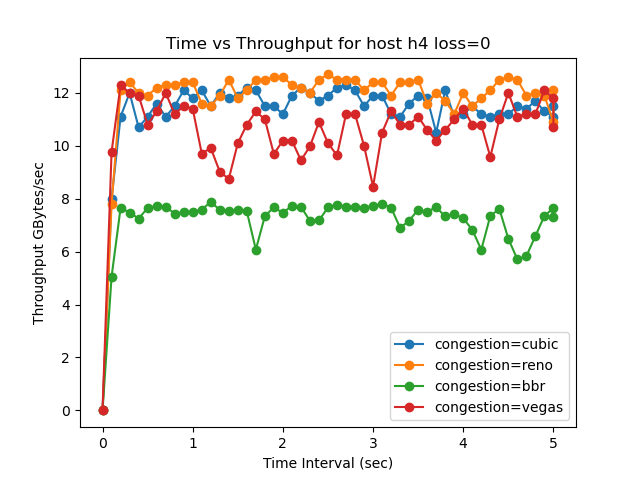 Time vs Throughput for host h4 loss=0
Throughput GBytes/sec
12
10
8
6
4
2
0
0 1 2 3 4 5
Time Interval (sec)
congestion=cubic
congestion=reno
congestion=bbr
congestion=vegas